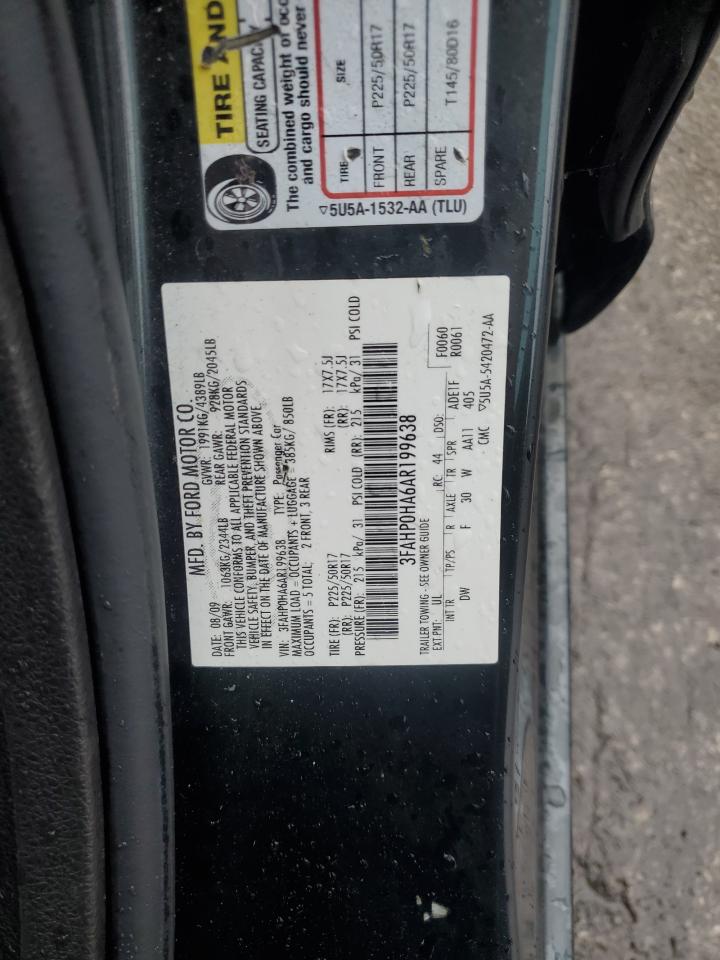 TIRE AND
SEATING CAPACITY
The combined weight of occ
and cargo should never
TIRE SIZE
FRONT P225/50R17
REAR P225/50R17
SPARE T145/80D16
5U5A-1532-AA (TLU)
MFD. BY FORD MOTOR CO.
DATE: 08/09 GVWR: 1991KG/4389LB
FRONT GAWR: 1063KG/2344LB REAR GAWR: 928KG/2045LB
THIS VEHICLE CONFORMS TO ALL APPLICABLE FEDERAL MOTOR
VEHICLE SAFETY, BUMPER, AND THEFT PREVENTION STANDARDS
IN EFFECT ON THE DATE OF MANUFACTURE SHOWN ABOVE.
VIN: 3FAHP0HA6AR199638 TYPE: Passenger Car
MAXIMUM LOAD = OCCUPANTS + LUGGAGE = 385KG/ 850LB
OCCUPANTS = 5 TOTAL; 2 FRONT, 3 REAR
TIRE (FR): P225/50R17 RIMS (FR): 17X7.5J
(RR): P225/50R17 (RR): 17X7.5J
PRESSURE (FR): 215 kPa/ 31 PSI COLD (RR): 215 kPa/ 31 PSI COLD
3FAHP0HA6AR199638
F0060
R0061
TRAILER TOWING - SEE OWNER GUIDE
EXT PNT: UL RC: 44 DSO:
INT TR TP/PS R AXLE TR SPR ADE1F
DW F 30 W AA11 405
CMC 5U5A-5420472-AA